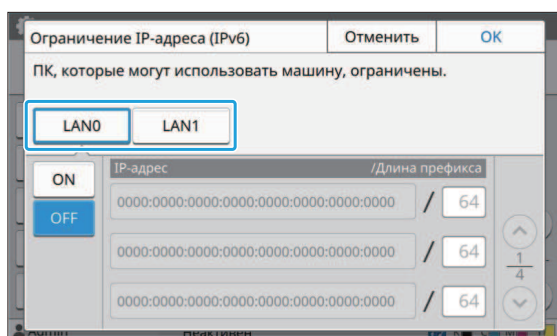 Ограничение IP-адреса (IPv6) Отменить OK
ПК, которые могут использовать машину, ограничены.
LAN0 LAN1
IP-адрес /Длина префикса
ON
0000:0000:0000:0000:0000:0000:0000:0000 / 64
OFF
0000:0000:0000:0000:0000:0000:0000:0000 / 64
1
4
0000:0000:0000:0000:0000:0000:0000:0000 / 64
Admin Неактивен